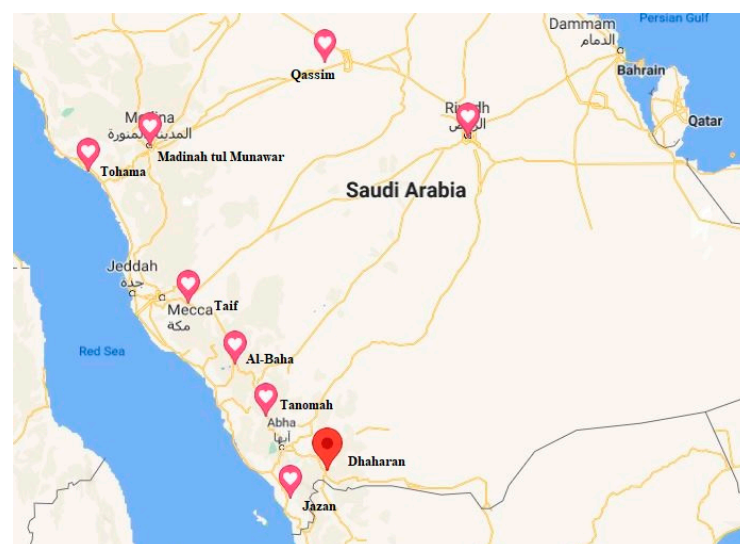 Persian Gulf
Dammam
الدمام
Bahrain
Qatar
Qassim
Riyadh
الرياض
Medina
المدينة المنورة
Madinah tul Munawar
Tohama
Saudi Arabia
Jeddah
جدة
Mecca
مكة
Taif
Red Sea
Al-Baha
Tanomah
Abha
أبها
Dhaharan
Jazan